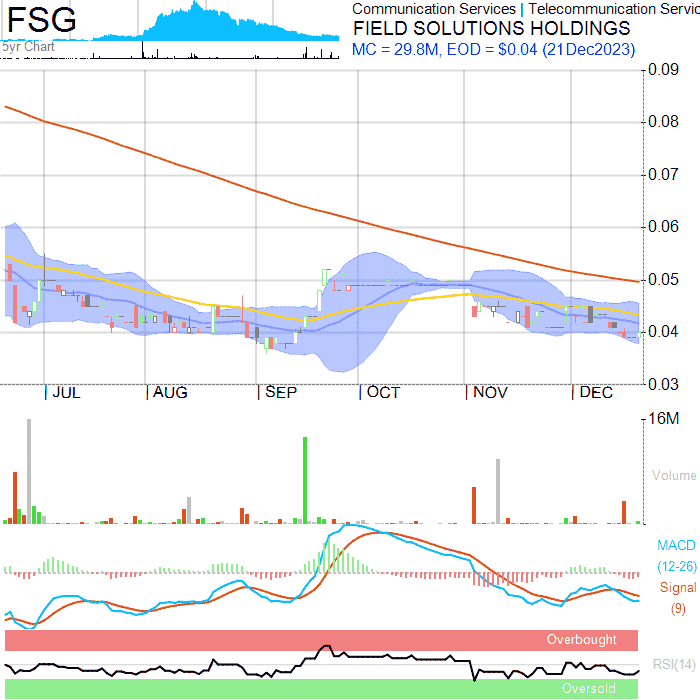 FSG
5yr Chart
Communication Services | Telecommunication Servic
FIELD SOLUTIONS HOLDINGS
MC = 29.8M, EOD = $0.04 (21Dec2023)
0.09
0.08
0.07
0.06
0.05
0.04
0.03
JUL AUG SEP OCT NOV DEC
16M
Volume
MACD
(12-26)
Signal
(9)
Overbought
RSI(14)
Oversold